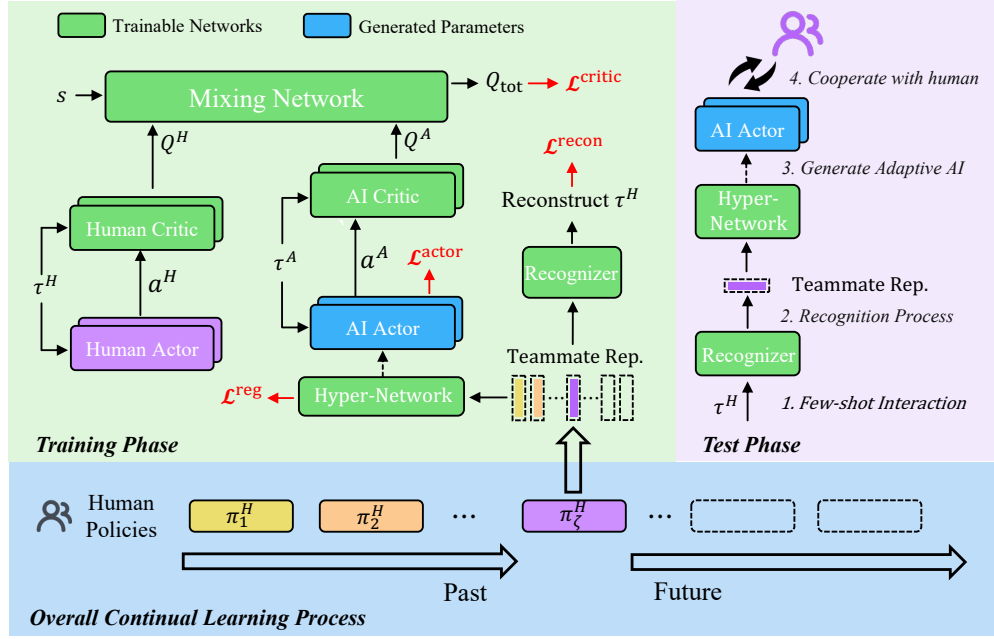 Trainable Networks
Generated Parameters
s
Mixing Network
Q_tot
ℒ^critic
Q^H
Q^A
ℒ^recon
Reconstruct τ^H
AI Critic
Human Critic
τ^H
a^H
τ^A
a^A
ℒ^actor
Recognizer
Human Actor
AI Actor
Teammate Rep.
ℒ^reg
Hyper-Network
Training Phase
4. Cooperate with human
AI Actor
3. Generate Adaptive AI
Hyper-
Network
Teammate Rep.
2. Recognition Process
Recognizer
τ^H
1. Few-shot Interaction
Test Phase
Human
Policies
π_1^H
π_2^H
...
π_ζ^H
...
Past
Future
Overall Continual Learning Process